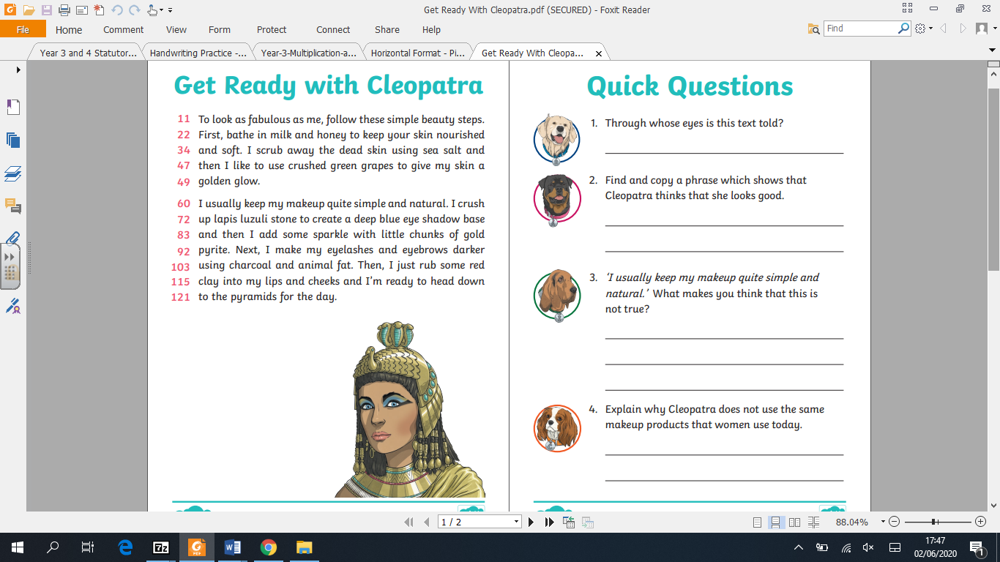 Get Ready With Cleopatra.pdf (SECURED) - Foxit Reader
File Home Comment View Form Protect Connect Share Help
Find
Year 3 and 4 Statutor... Handwriting Practice -... Year-3-Multiplication-a... Horizontal Format - Pi... Get Ready With Cleopa...
Get Ready with Cleopatra
11 To look as fabulous as me, follow these simple beauty steps.
22 First, bathe in milk and honey to keep your skin nourished
34 and soft. I scrub away the dead skin using sea salt and
47 then I like to use crushed green grapes to give my skin a
49 golden glow.
60 I usually keep my makeup quite simple and natural. I crush
72 up lapis luzuli stone to create a deep blue eye shadow base
83 and then I add some sparkle with little chunks of gold
92 pyrite. Next, I make my eyelashes and eyebrows darker
103 using charcoal and animal fat. Then, I just rub some red
115 clay into my lips and cheeks and I'm ready to head down
121 to the pyramids for the day.
Quick Questions
1. Through whose eyes is this text told?
2. Find and copy a phrase which shows that
Cleopatra thinks that she looks good.
3. 'I usually keep my makeup quite simple and
natural.' What makes you think that this is
not true?
4. Explain why Cleopatra does not use the same
makeup products that women use today.
1 / 2
88.04%
7z
PDF
17:47
02/06/2020
1